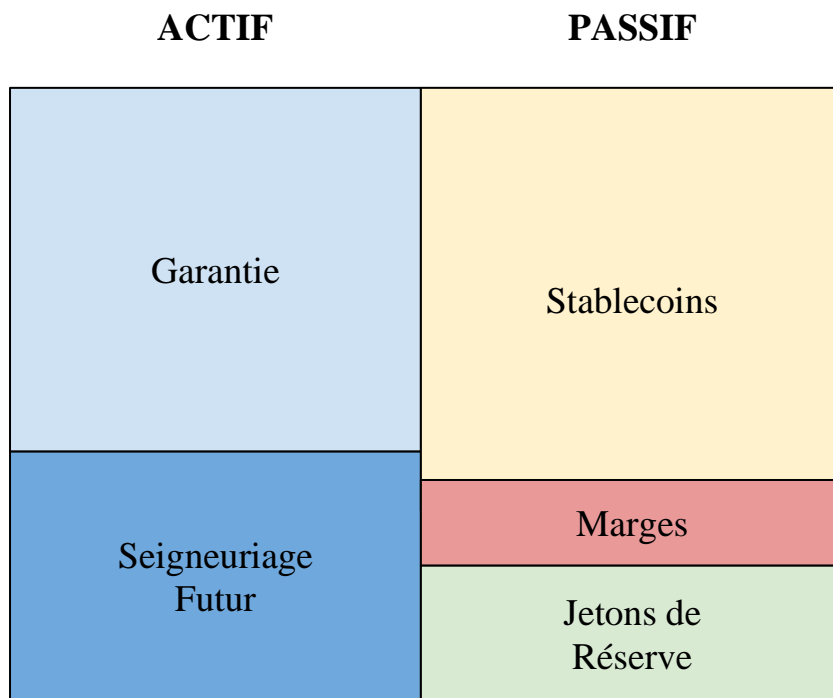 ACTIF
PASSIF
Garantie
Stablecoins
Seigneuriage
Futur
Marges
Jetons de
Réserve